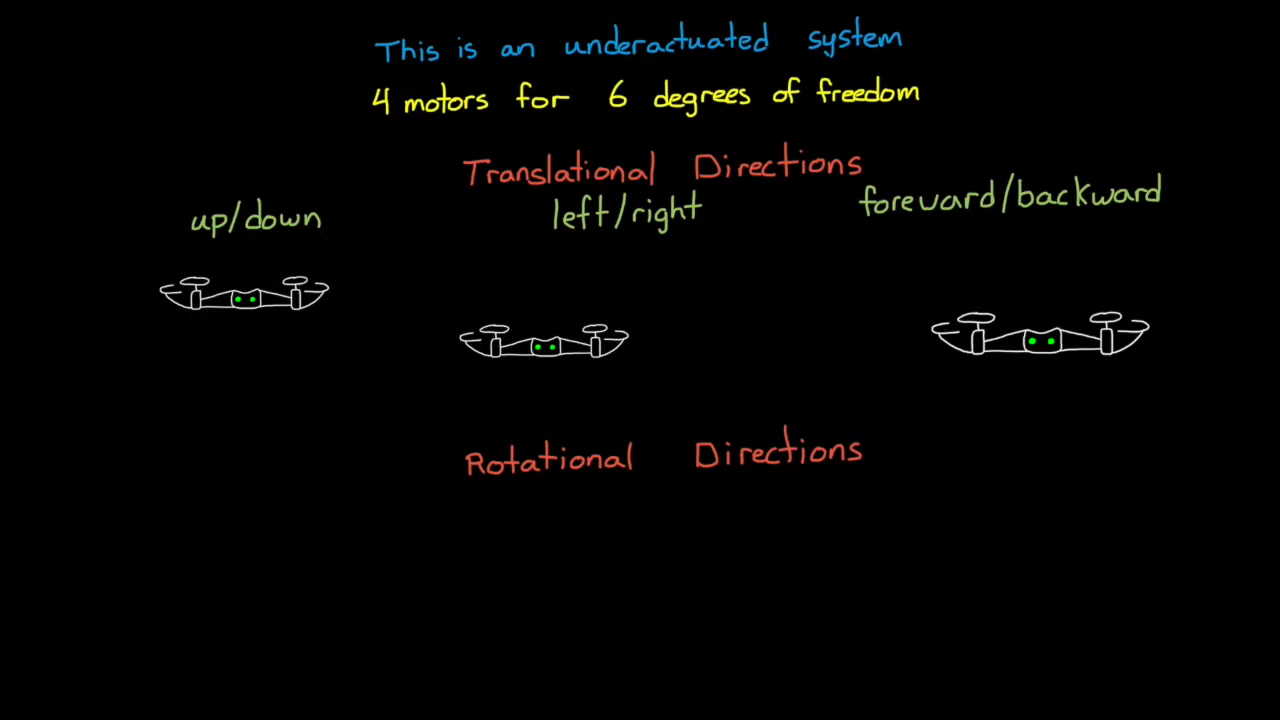 This is an underactuated system
4 motors for 6 degrees of freedom
Translational Directions
up/down left/right foreward/backward
Rotational Directions